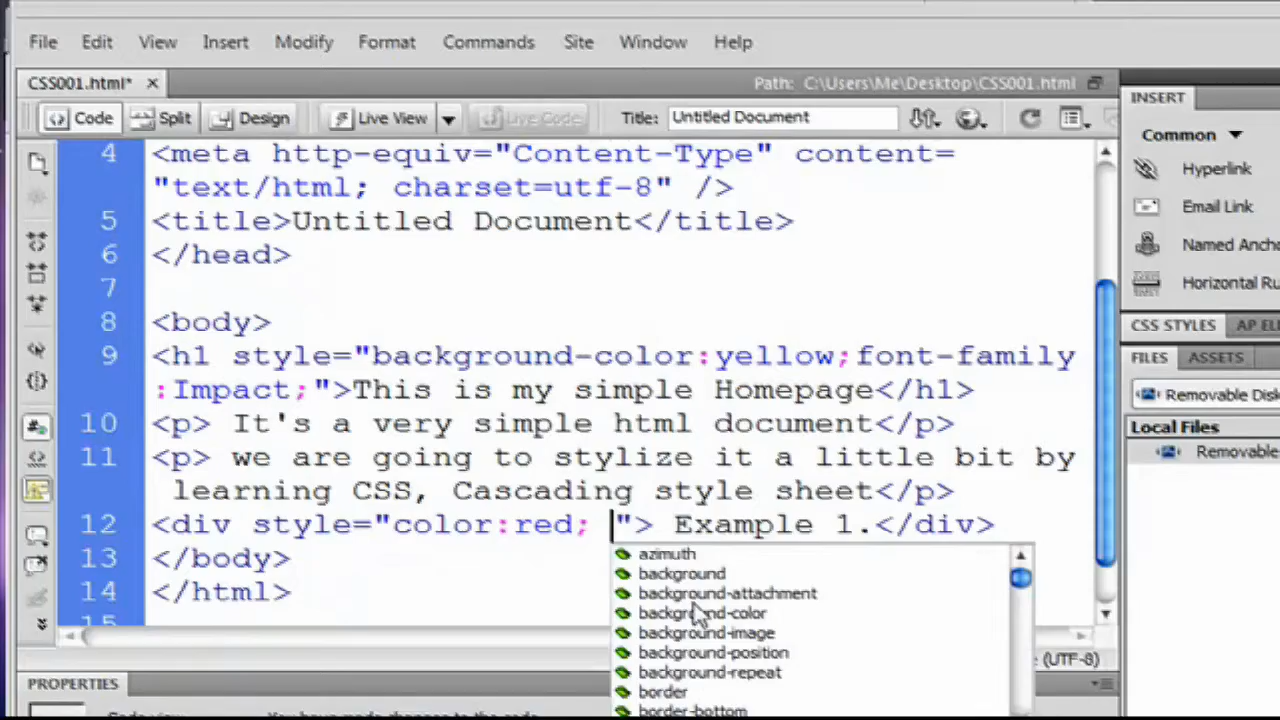 File Edit View Insert Modify Format Commands Site Window Help
CSS001.html* × Path: C:\Users\Me\Desktop\CSS001.html
Code Split Design Live View Live Code Title: Untitled Document
4 <meta http-equiv="Content-Type" content=
"text/html; charset=utf-8" />
5 <title>Untitled Document</title>
6 </head>
7
8 <body>
9 <h1 style="background-color:yellow;font-family
:Impact;">This is my simple Homepage</h1>
10 <p> It's a very simple html document</p>
11 <p> we are going to stylize it a little bit by
learning CSS, Cascading style sheet</p>
12 <div style="color:red; "> Example 1.</div>
13 </body>
14 </html>
15
azimuth
background
background-attachment
background-color
background-image
background-position
background-repeat
border
border-bottom
(UTF-8)
PROPERTIES
INSERT
Common
Hyperlink
Email Link
Named Ancho
Horizontal Ru
CSS STYLES AP ELE
FILES ASSETS
Removable Disk
Local Files
Removable